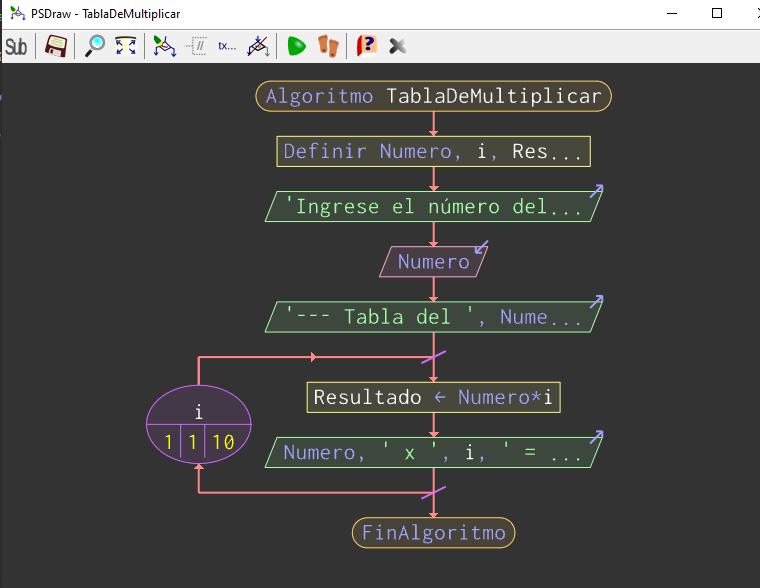 PSDraw - TablaDeMultiplicar
Sub
tx...
Algoritmo TablaDeMultiplicar
Definir Numero, i, Res...
'Ingrese el número del...
Numero
'--- Tabla del ', Nume...
Resultado ← Numero*i
i
1 1 10
Numero, ' x ', i, ' = ...
FinAlgoritmo